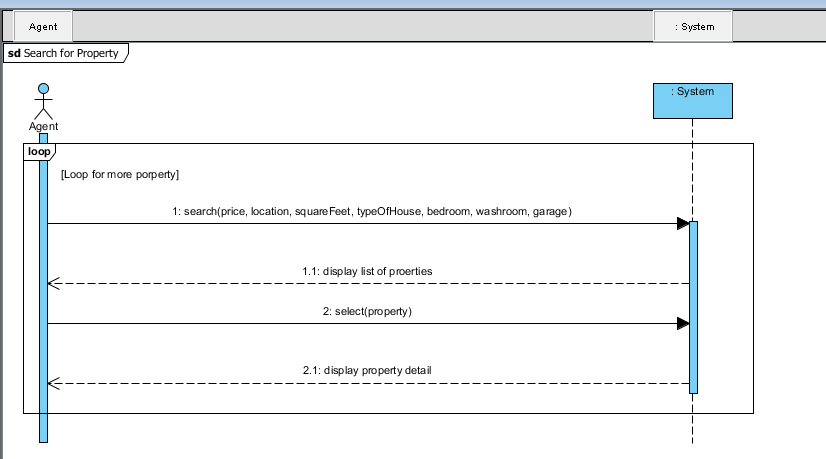 Agent
: System
sd Search for Property
: System
Agent
loop
[Loop for more porperty]
1: search(price, location, squareFeet, typeOfHouse, bedroom, washroom, garage)
1.1: display list of proerties
2: select(property)
2.1: display property detail